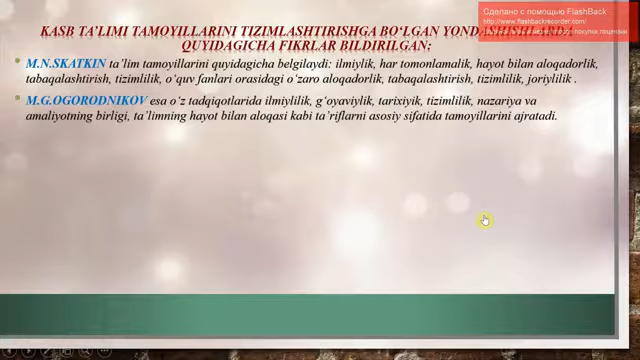 Сделано с помощью FlashBack
http://www.flashbackrecorder.com/
покупки лицензии
KASB TA'LIMI TAMOYILLARINI TIZIMLASHTIRISHGA BO‘LGAN
QUYIDAGICHA FIKRLAR BILDIRILGAN;
• M.N.SKATKIN ta'lim tamoyillarini quyidagicha belgilaydi: ilmiylik, har tomonlamalik, hayot bilan aloqadorlik,
tabaqalashtirish, tizimlilik, o‘quv fanlari orasidagi o‘zaro aloqadorlik, tabaqalashtirish, tizimlilik, joriylilik .
• M.G.OGORODNIKOV esa o‘z tadqiqotlarida ilmiylilik, g‘oyaviylik, tarixiyik, tizimlilik, nazariya va
amaliyotning birligi, ta'limning hayot bilan aloqasi kabi ta'riflarni asosiy sifatida tamoyillarini ajratadi.